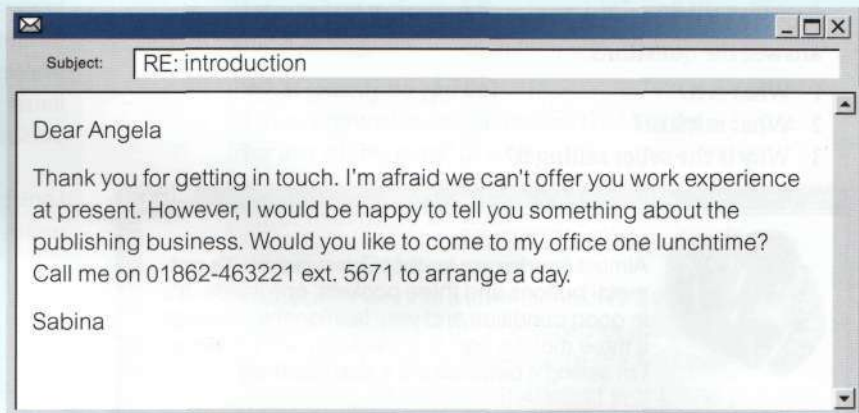 Subject: RE: introduction
Dear Angela
Thank you for getting in touch. I'm afraid we can't offer you work experience
at present. However, I would be happy to tell you something about the
publishing business. Would you like to come to my office one lunchtime?
Call me on 01862-463221 ext. 5671 to arrange a day.
Sabina